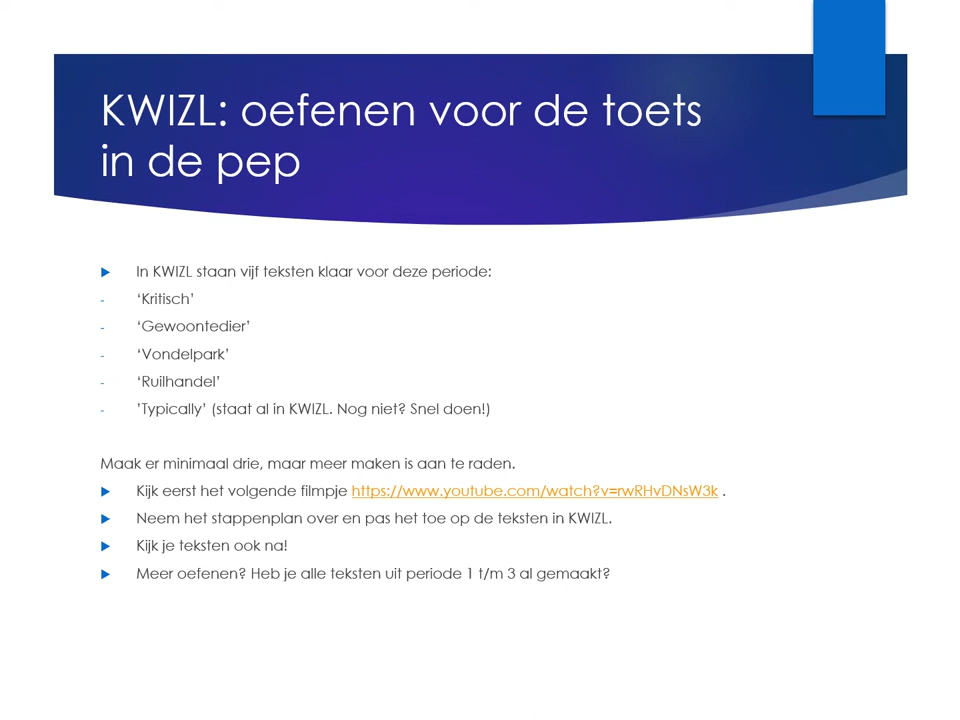 KWIZL: oefenen voor de toets
in de pep
In KWIZL staan vijf teksten klaar voor deze periode:
- ‘Kritisch’
- ‘Gewoontedier’
- ‘Vondelpark’
- ‘Ruilhandel’
- ’Typically’ (staat al in KWIZL. Nog niet? Snel doen!)
Maak er minimaal drie, maar meer maken is aan te raden.
Kijk eerst het volgende filmpje https://www.youtube.com/watch?v=rwRHvDNsW3k .
Neem het stappenplan over en pas het toe op de teksten in KWIZL.
Kijk je teksten ook na!
Meer oefenen? Heb je alle teksten uit periode 1 t/m 3 al gemaakt?